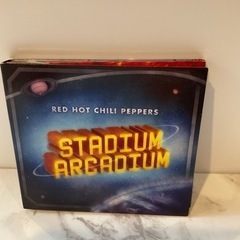 RED HOT CHILI PEPPERS
STADIUM
ARCADIUM